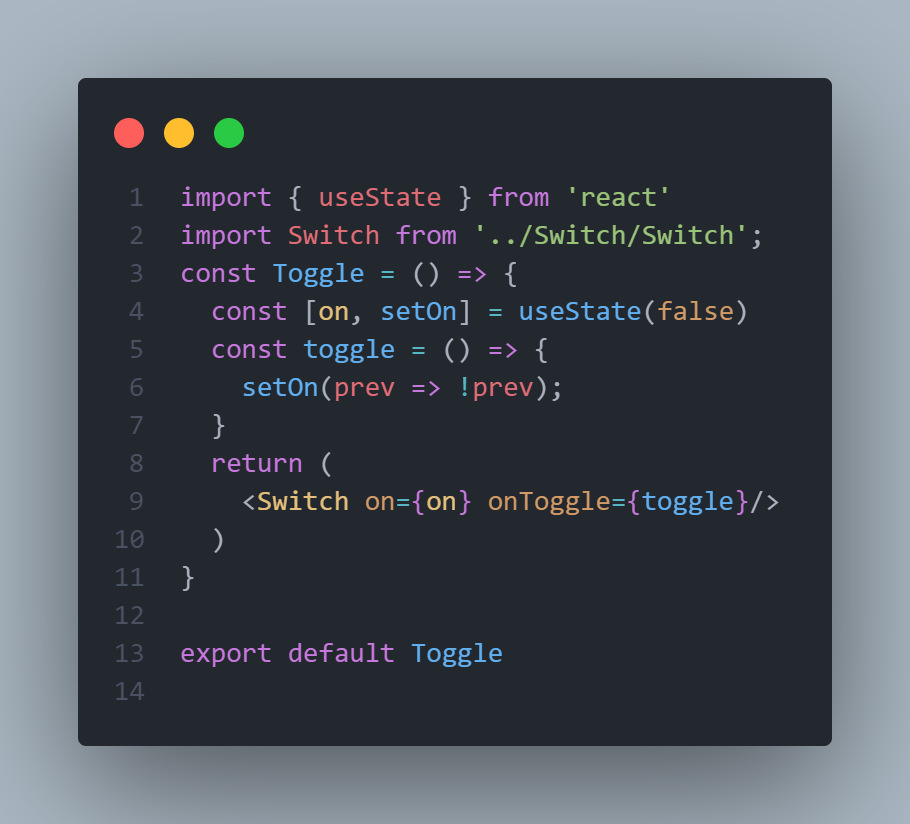 1 import { useState } from 'react'
2 import Switch from '../Switch/Switch';
3 const Toggle = () => {
4   const [on, setOn] = useState(false)
5   const toggle = () => {
6     setOn(prev => !prev);
7   }
8   return (
9     <Switch on={on} onToggle={toggle}/>
10   )
11 }
12
13 export default Toggle
14